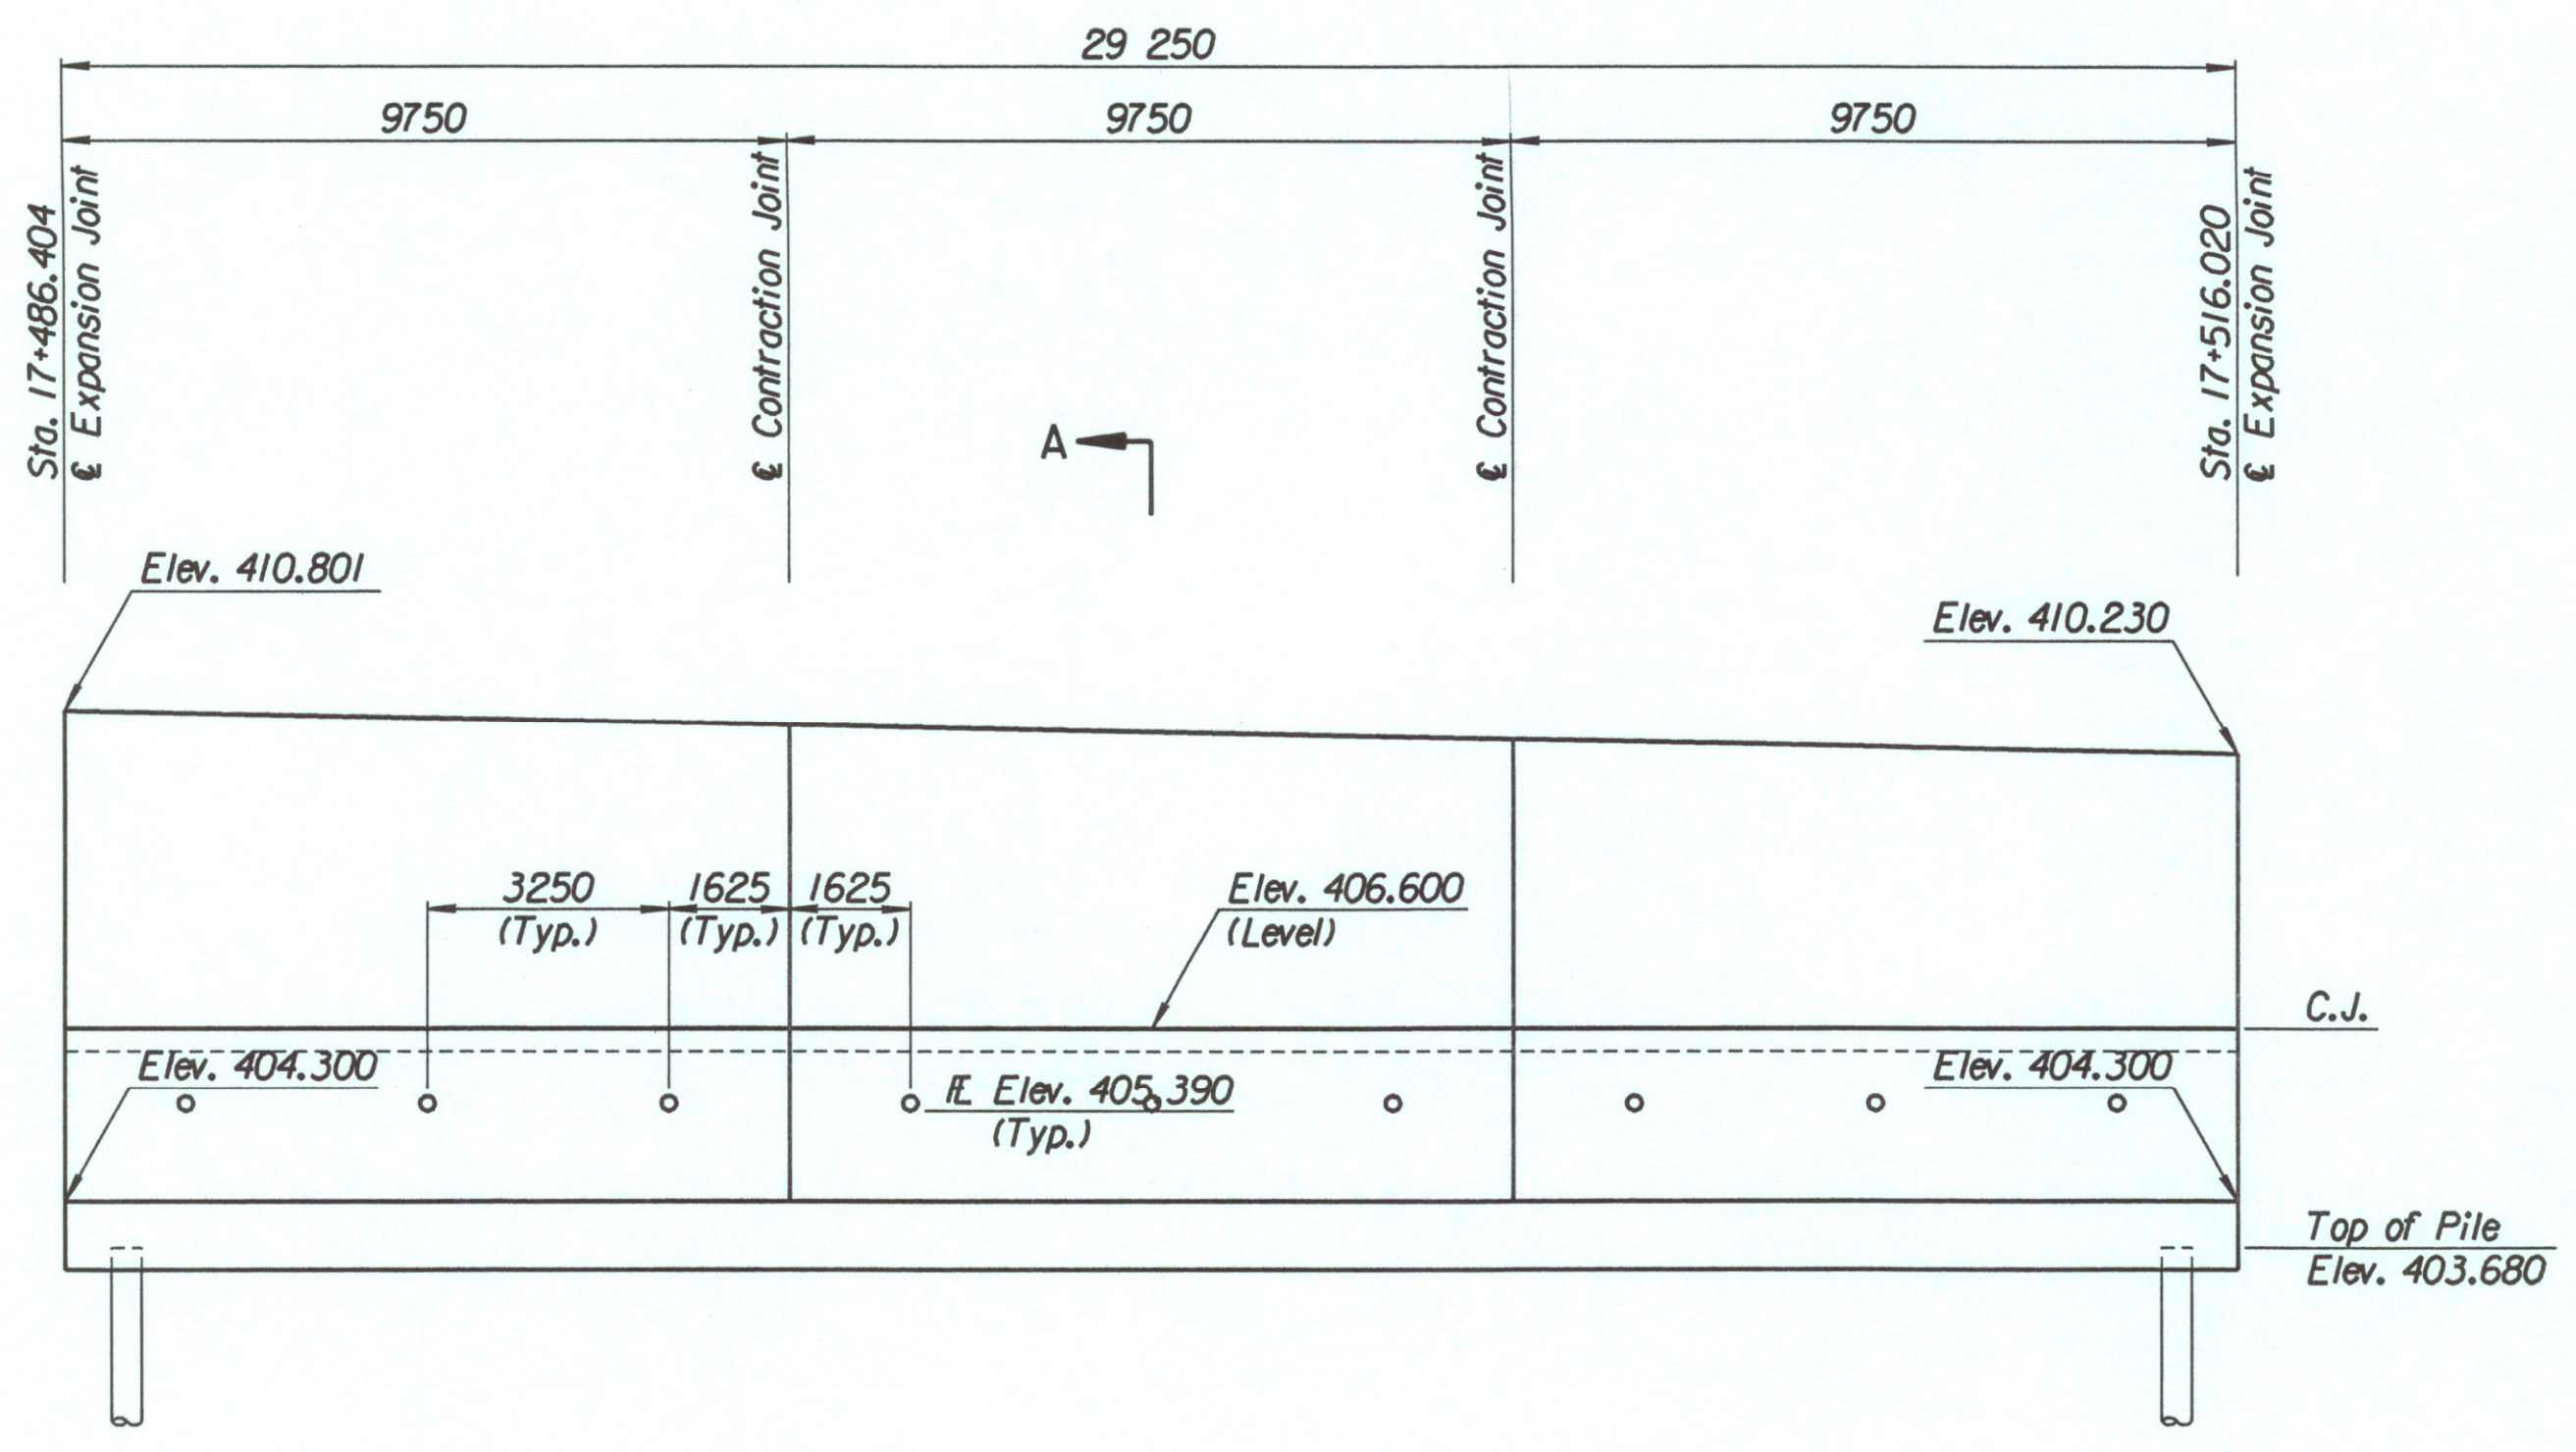 29 250
9750
9750
9750
Sta. 17+486.404
℄ Expansion Joint
℄ Contraction Joint
℄ Contraction Joint
Sta. 17+516.020
℄ Expansion Joint
A
Elev. 410.801
Elev. 410.230
3250
(Typ.)
1625
(Typ.)
1625
(Typ.)
Elev. 406.600
(Level)
C.J.
Elev. 404.300
Elev. 405.390
(Typ.)
Elev. 404.300
Top of Pile
Elev. 403.680